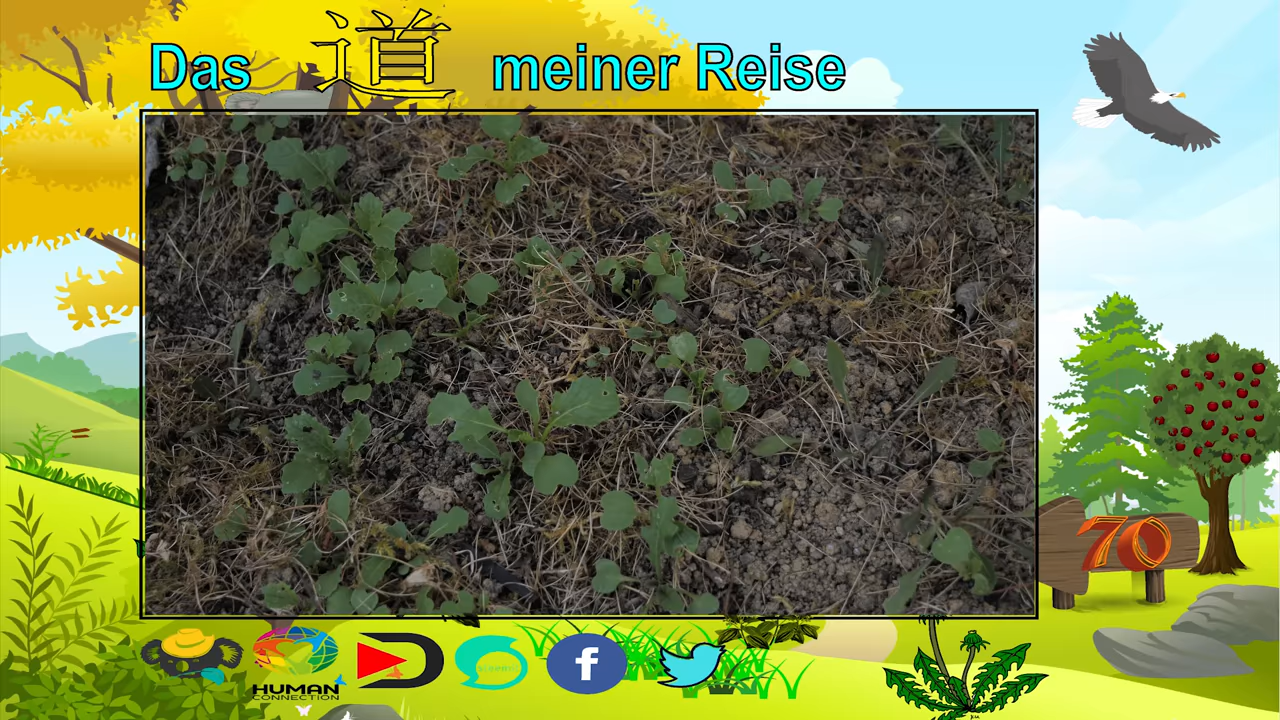 Das 道 meiner Reise
70
HUMAN
CONNECTION
f